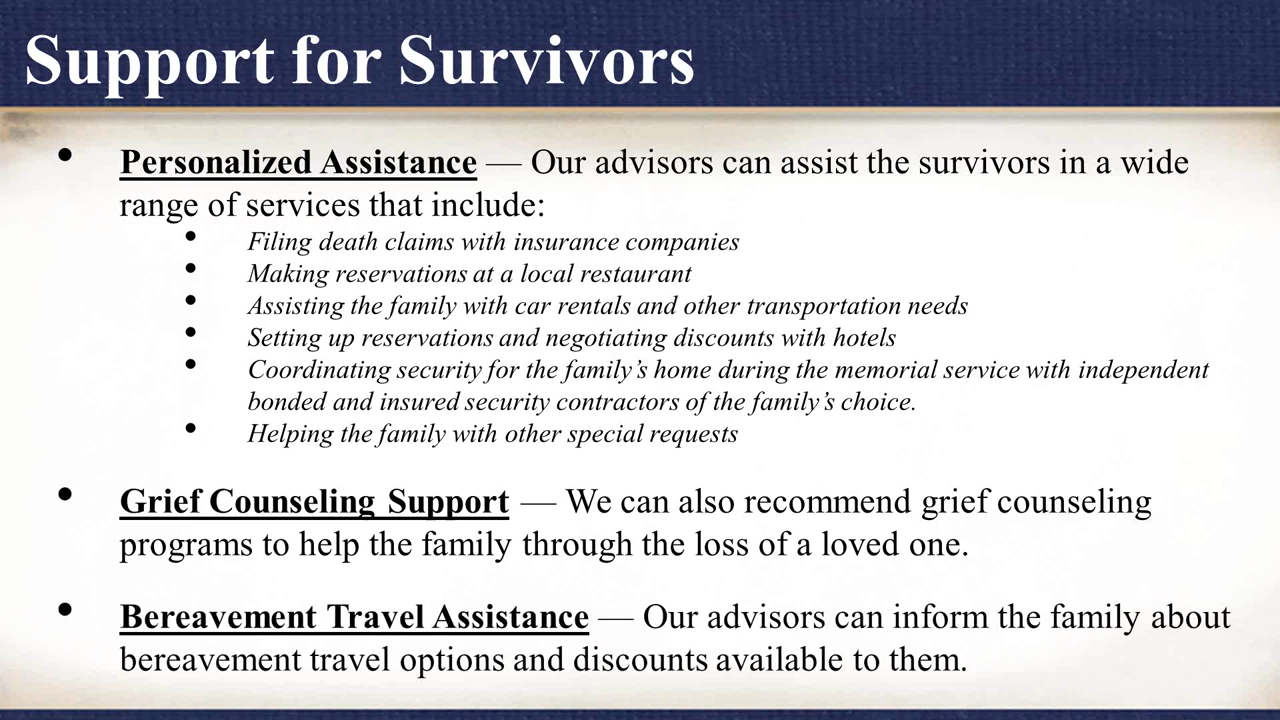 Support for Survivors
• Personalized Assistance — Our advisors can assist the survivors in a wide
range of services that include:
• Filing death claims with insurance companies
• Making reservations at a local restaurant
• Assisting the family with car rentals and other transportation needs
• Setting up reservations and negotiating discounts with hotels
• Coordinating security for the family’s home during the memorial service with independent
bonded and insured security contractors of the family’s choice.
• Helping the family with other special requests
• Grief Counseling Support — We can also recommend grief counseling
programs to help the family through the loss of a loved one.
• Bereavement Travel Assistance — Our advisors can inform the family about
bereavement travel options and discounts available to them.